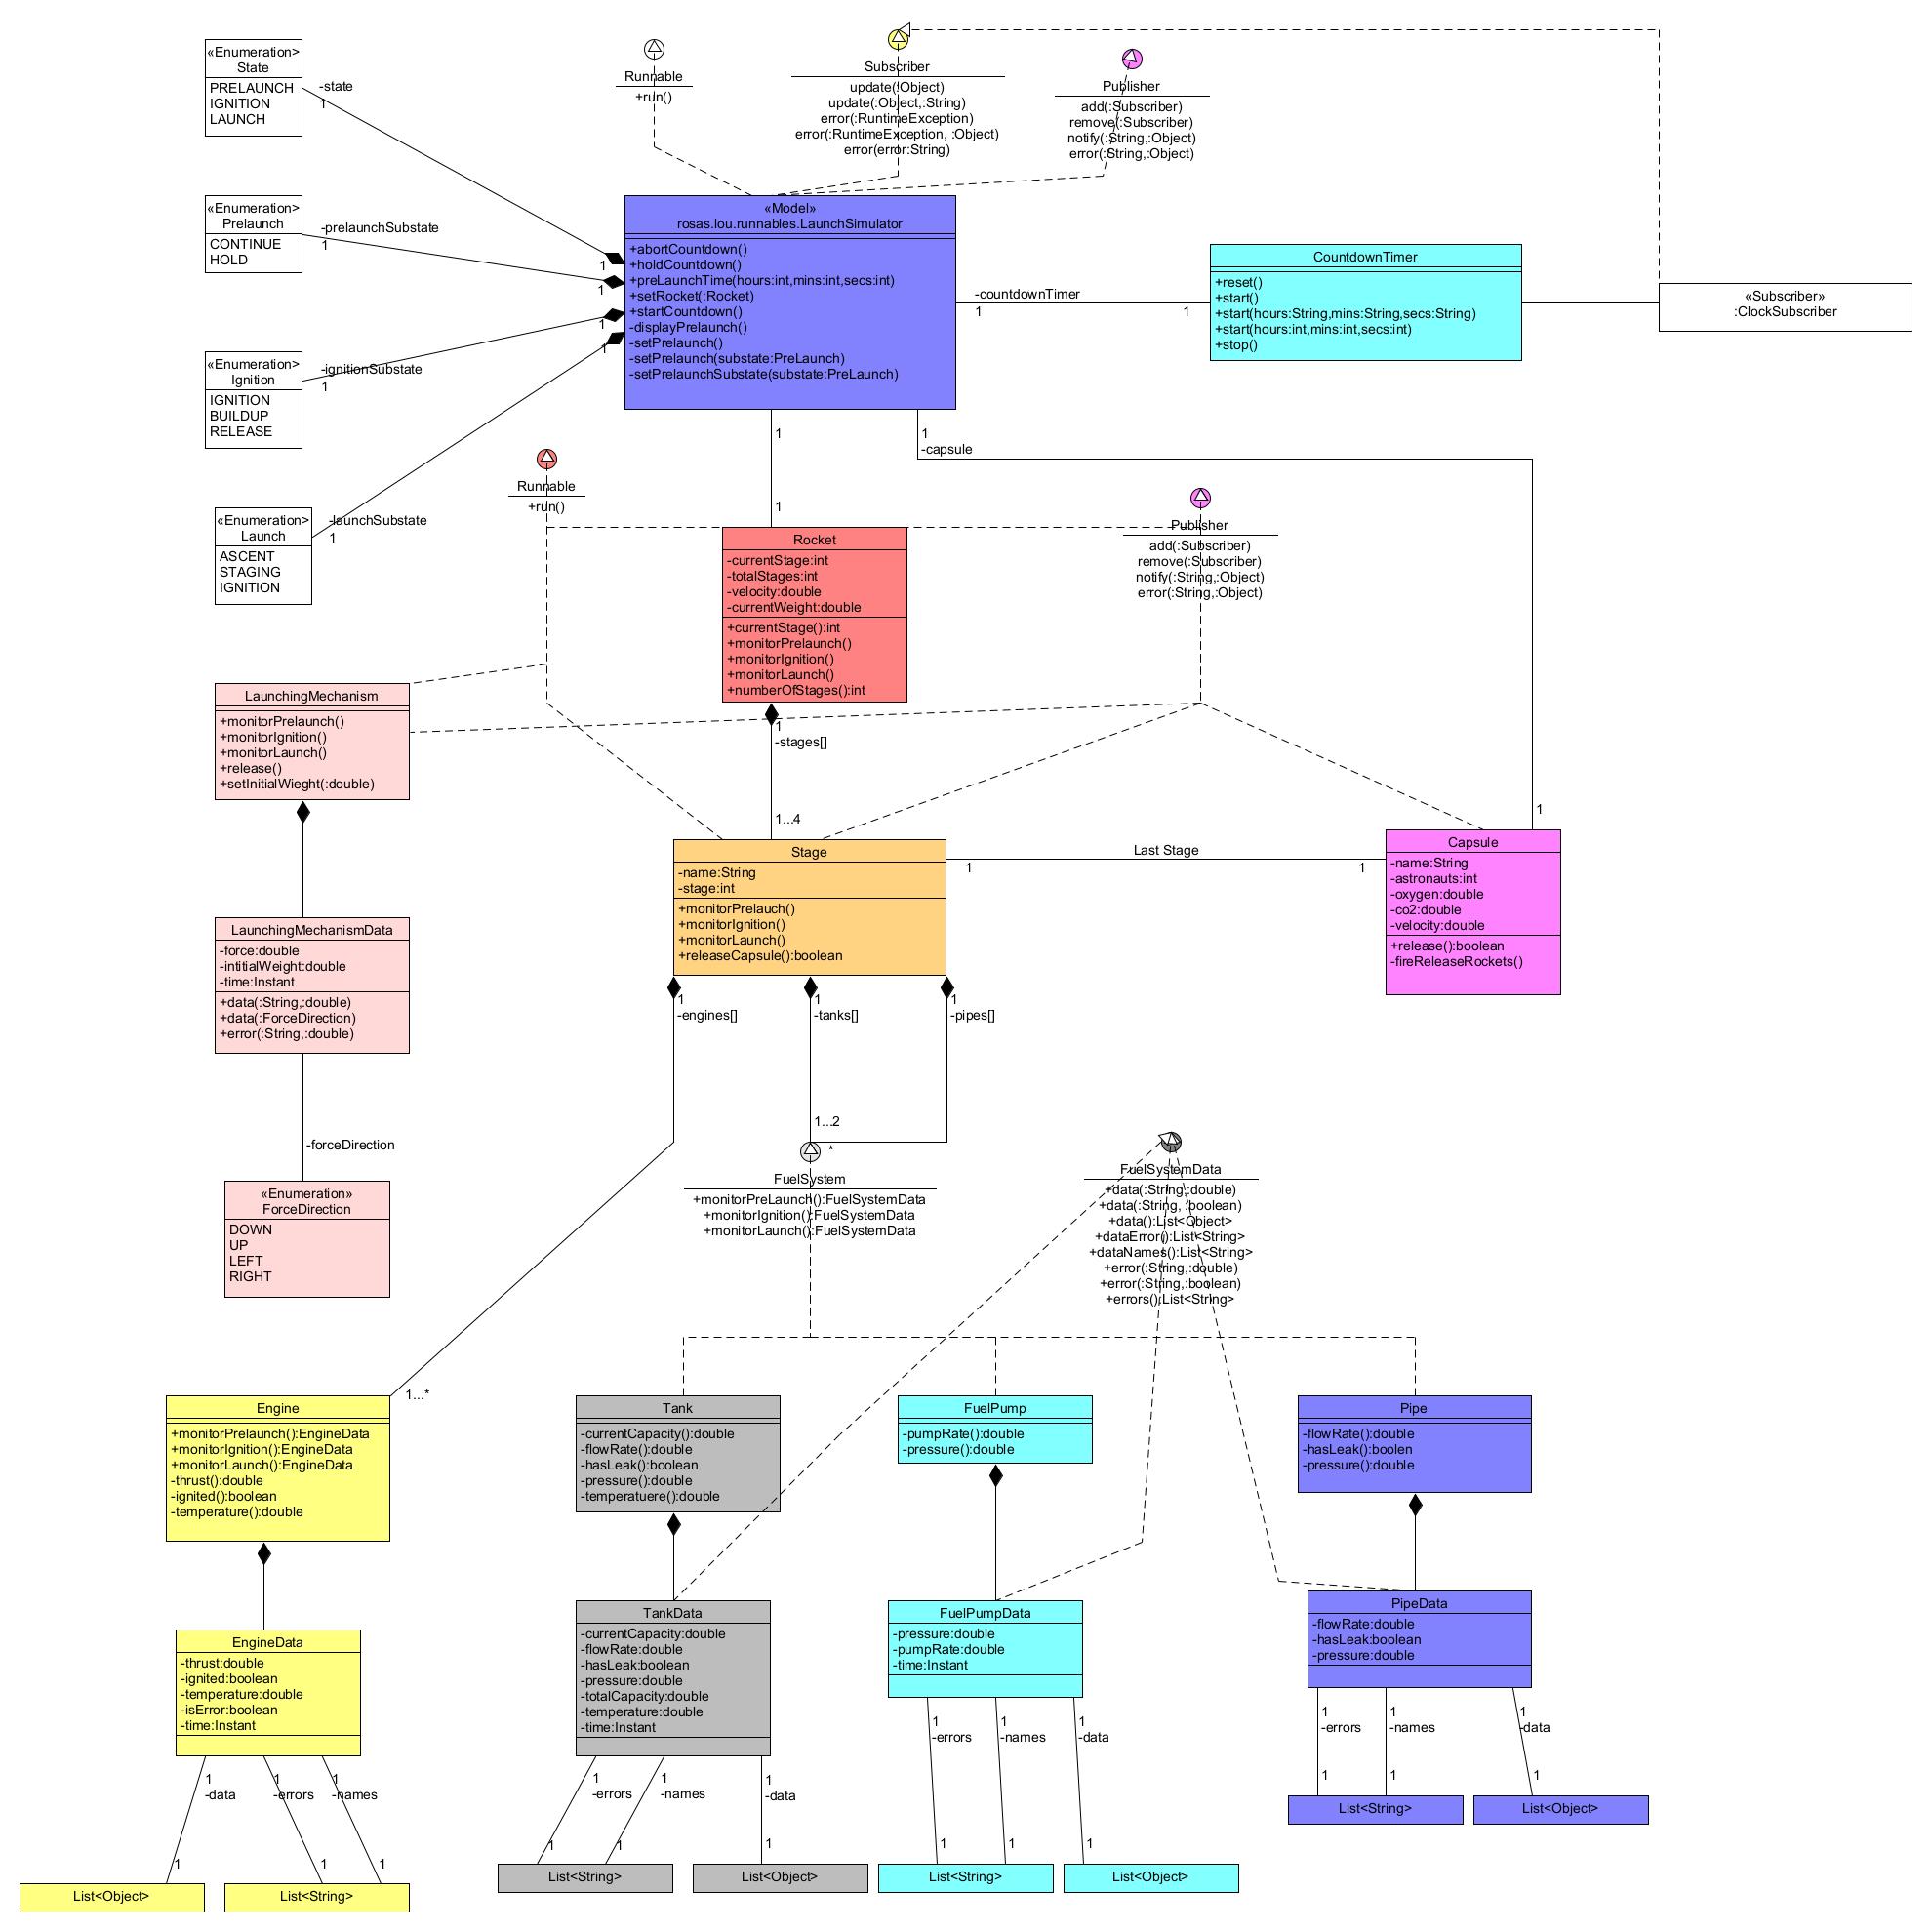 «Enumeration>
State
PRELAUNCH
IGNITION
LAUNCH
-state
1
1
Runnable
+run()
Subscriber
update(:Object)
update(:Object,:String)
error(:RuntimeException)
error(:RuntimeException, :Object)
error(error:String)
Publisher
add(:Subscriber)
remove(:Subscriber)
notify(:String,:Object)
error(:String,:Object)
«Enumeration>
Prelaunch
CONTINUE
HOLD
-prelaunchSubstate
1
1
«Enumeration>
Ignition
IGNITION
BUILDUP
RELEASE
-ignitionSubstate
1
1
«Enumeration>
Launch
ASCENT
STAGING
IGNITION
-launchSubstate
1
1
«Model»
rosas.lou.runnables.LaunchSimulator
+abortCountdown()
+holdCountdown()
+preLaunchTime(hours:int,mins:int,secs:int)
+setRocket(:Rocket)
+startCountdown()
-displayPrelaunch()
-setPrelaunch()
-setPrelaunch(substate:PreLaunch)
-setPrelaunchSubstate(substate:PreLaunch)
-countdownTimer
1
1
CountdownTimer
+reset()
+start()
+start(hours:String,mins:String,secs:String)
+start(hours:int,mins:int,secs:int)
+stop()
«Subscriber»
:ClockSubscriber
1
1
1
-capsule
1
Runnable
+run()
Publisher
add(:Subscriber)
remove(:Subscriber)
notify(:String,:Object)
error(:String,:Object)
Rocket
-currentStage:int
-totalStages:int
-velocity:double
-currentWeight:double
+currentStage():int
+monitorPrelaunch()
+monitorIgnition()
+monitorLaunch()
+numberOfStages():int
1
-stages[]
1...4
LaunchingMechanism
+monitorPrelaunch()
+monitorIgnition()
+monitorLaunch()
+release()
+setInitialWieght(:double)
LaunchingMechanismData
-force:double
-intitialWeight:double
-time:Instant
+data(:String,:double)
+data(:ForceDirection)
+error(:String,:double)
-forceDirection
«Enumeration»
ForceDirection
DOWN
UP
LEFT
RIGHT
Stage
-name:String
-stage:int
+monitorPrelauch()
+monitorIgnition()
+monitorLaunch()
+releaseCapsule():boolean
Last Stage
1
1
Capsule
-name:String
-astronauts:int
-oxygen:double
-co2:double
-velocity:double
+release():boolean
-fireReleaseRockets()
1
-engines[]
1
-tanks[]
1
-pipes[]
1...2
*
FuelSystem
+monitorPreLaunch():FuelSystemData
+monitorIgnition():FuelSystemData
+monitorLaunch():FuelSystemData
FuelSystemData
+data(:String,:double)
+data(:String, :boolean)
+data():List<Object>
+dataError():List<String>
+dataNames():List<String>
+error(:String,:double)
+error(:String,:boolean)
+errors():List<String>
1...*
Engine
+monitorPrelaunch():EngineData
+monitorIgnition():EngineData
+monitorLaunch():EngineData
-thrust():double
-ignited():boolean
-temperature():double
Tank
-currentCapacity():double
-flowRate():double
-hasLeak():boolean
-pressure():double
-temperatuere():double
FuelPump
-pumpRate():double
-pressure():double
Pipe
-flowRate():double
-hasLeak():boolen
-pressure():double
EngineData
-thrust:double
-ignited:boolean
-temperature:double
-isError:boolean
-time:Instant
TankData
-currentCapacity:double
-flowRate:double
-hasLeak:boolean
-pressure:double
-totalCapacity:double
-temperature:double
-time:Instant
FuelPumpData
-pressure:double
-pumpRate:double
-time:Instant
PipeData
-flowRate:double
-hasLeak:boolean
-pressure:double
1
-data
1
1
-errors
1
1
-names
1
List<Object>
List<String>
1
-errors
1
1
-names
1
1
-data
1
List<String>
List<Object>
1
-errors
1
1
-names
1
1
-data
1
List<String>
List<Object>
1
-errors
1
1
-names
1
1
-data
1
List<String>
List<Object>